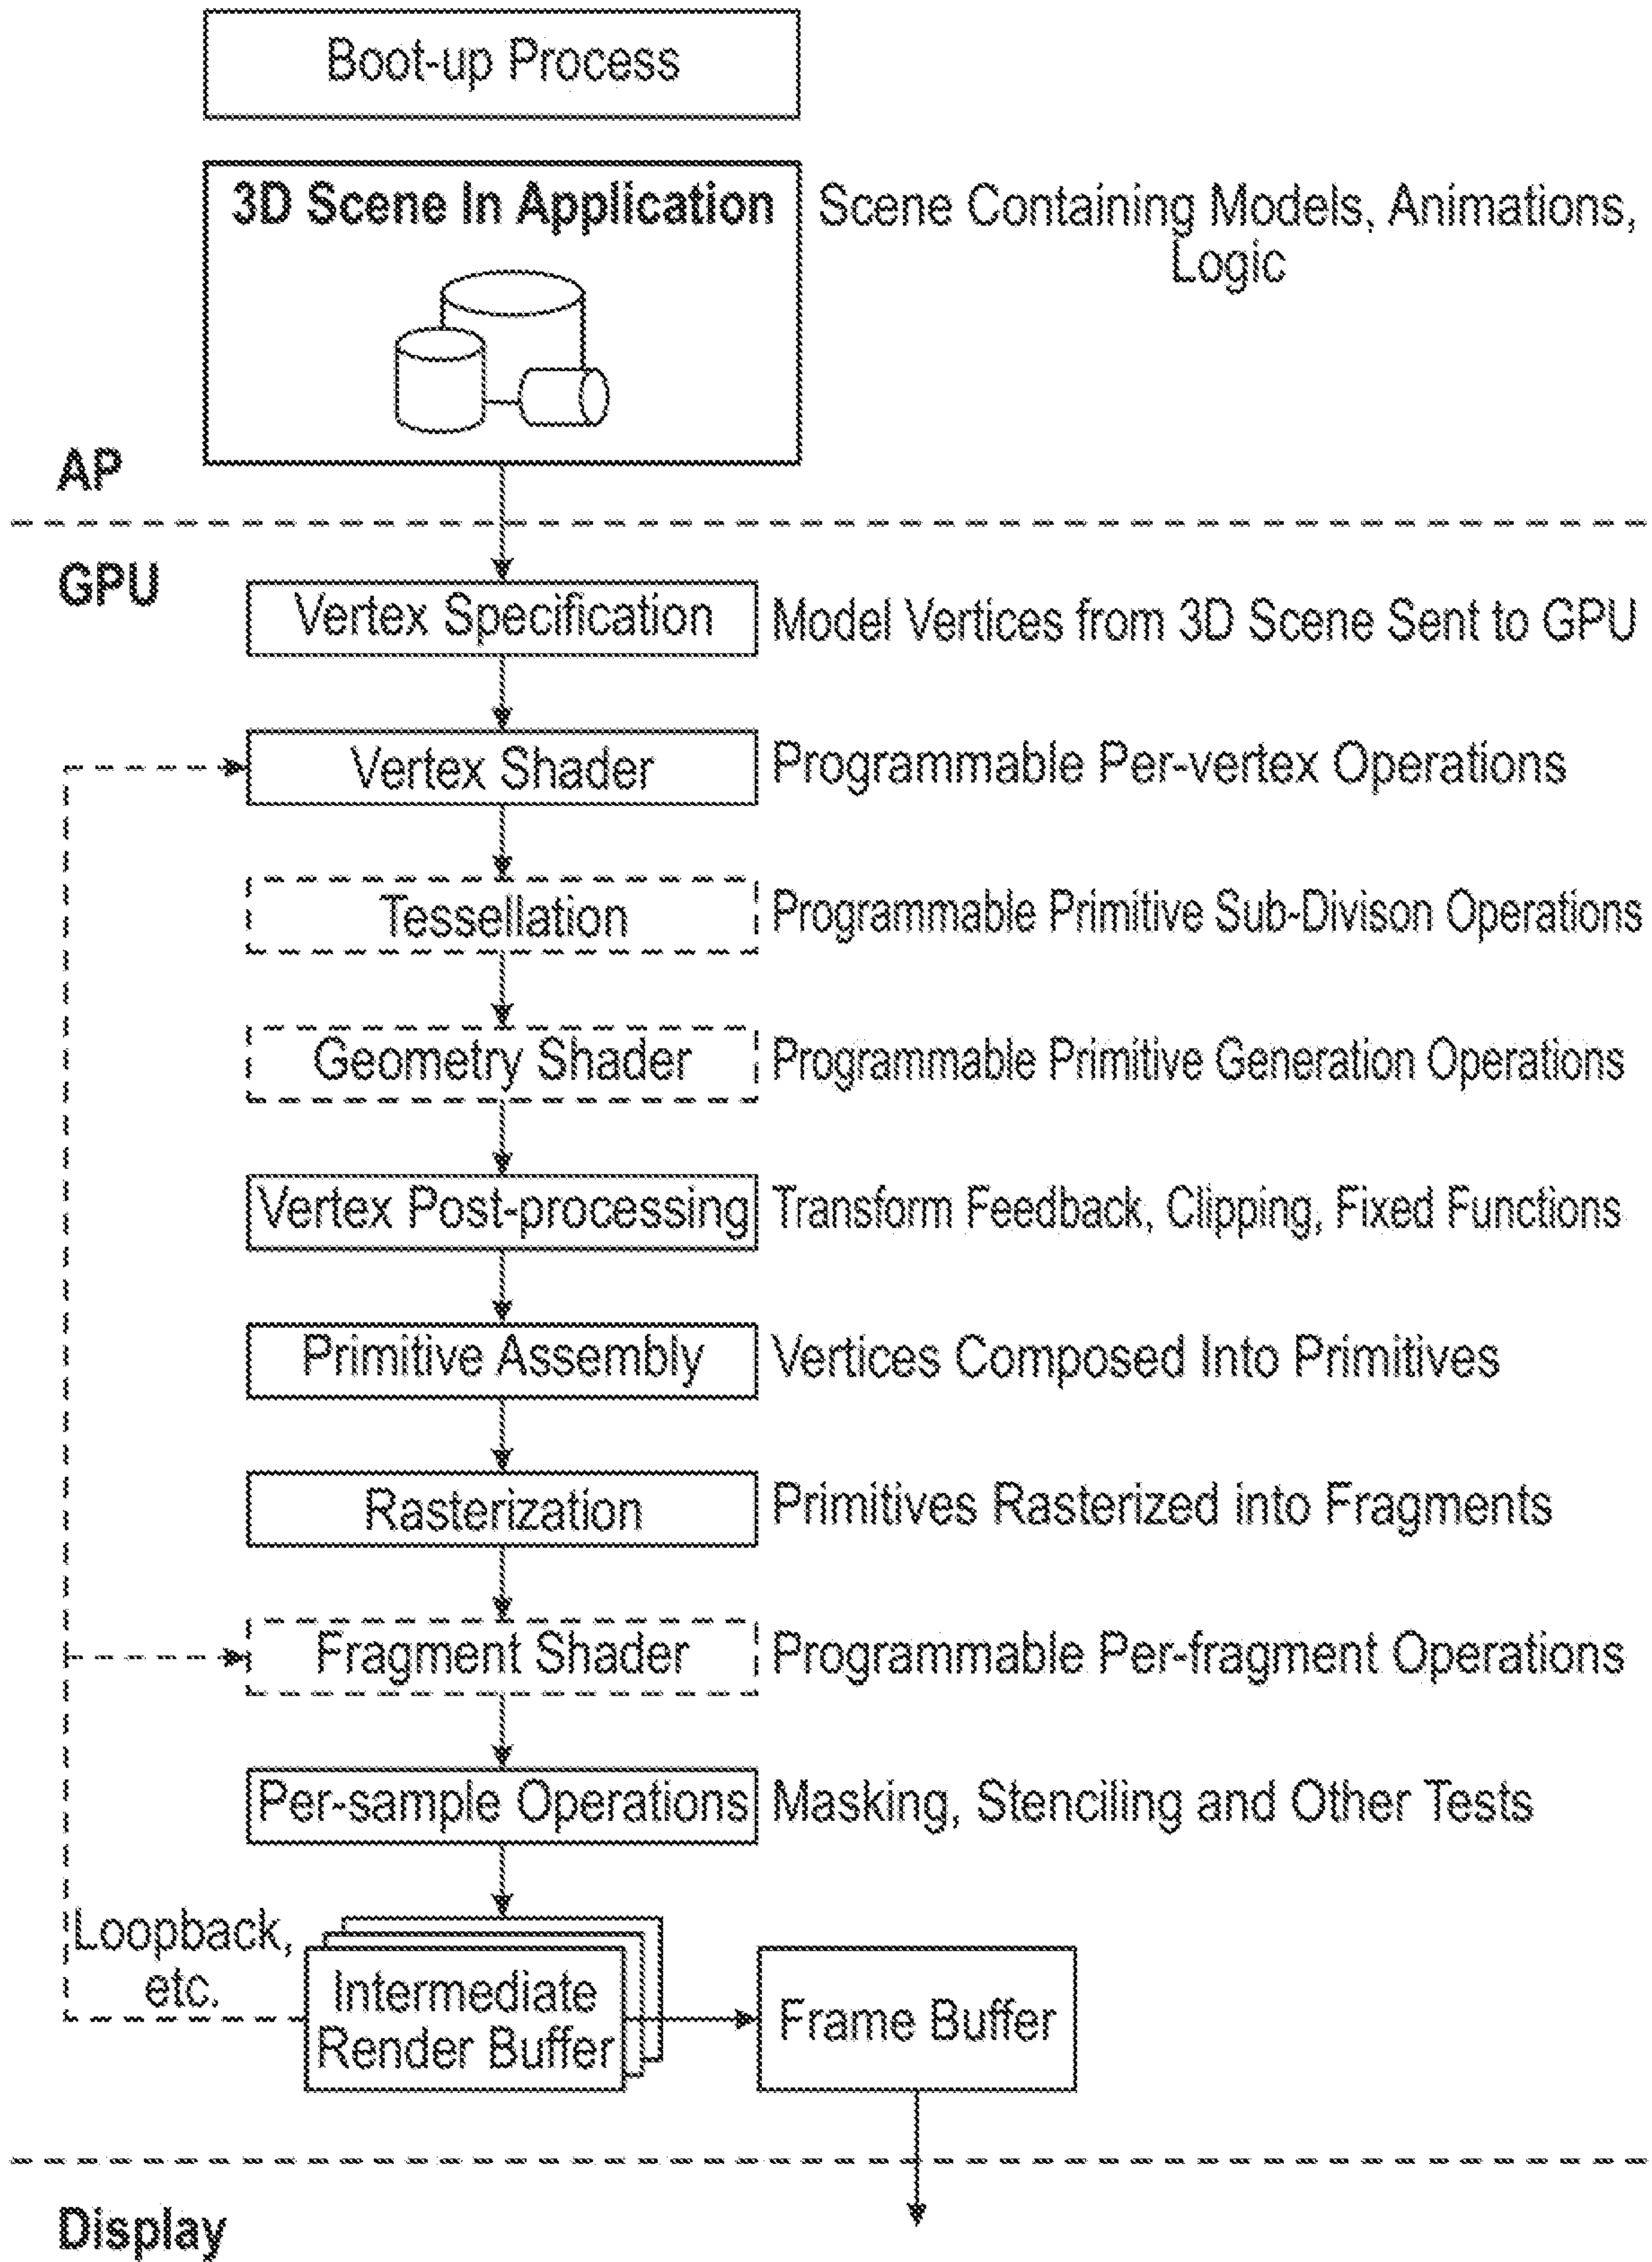 Boot-up Process
3D Scene In Application
Scene Containing Models, Animations,
Logic
AP
GPU
Vertex Specification
Model Vertices from 3D Scene Sent to GPU
Vertex Shader
Programmable Per-vertex Operations
Tessellation
Programmable Primitive Sub-Divison Operations
Geometry Shader
Programmable Primitive Generation Operations
Vertex Post-processing
Transform Feedback, Clipping, Fixed Functions
Primitive Assembly
Vertices Composed Into Primitives
Rasterization
Primitives Rasterized into Fragments
Fragment Shader
Programmable Per-fragment Operations
Per-sample Operations
Masking, Stenciling and Other Tests
Loopback,
etc.
Intermediate
Render Buffer
Frame Buffer
Display